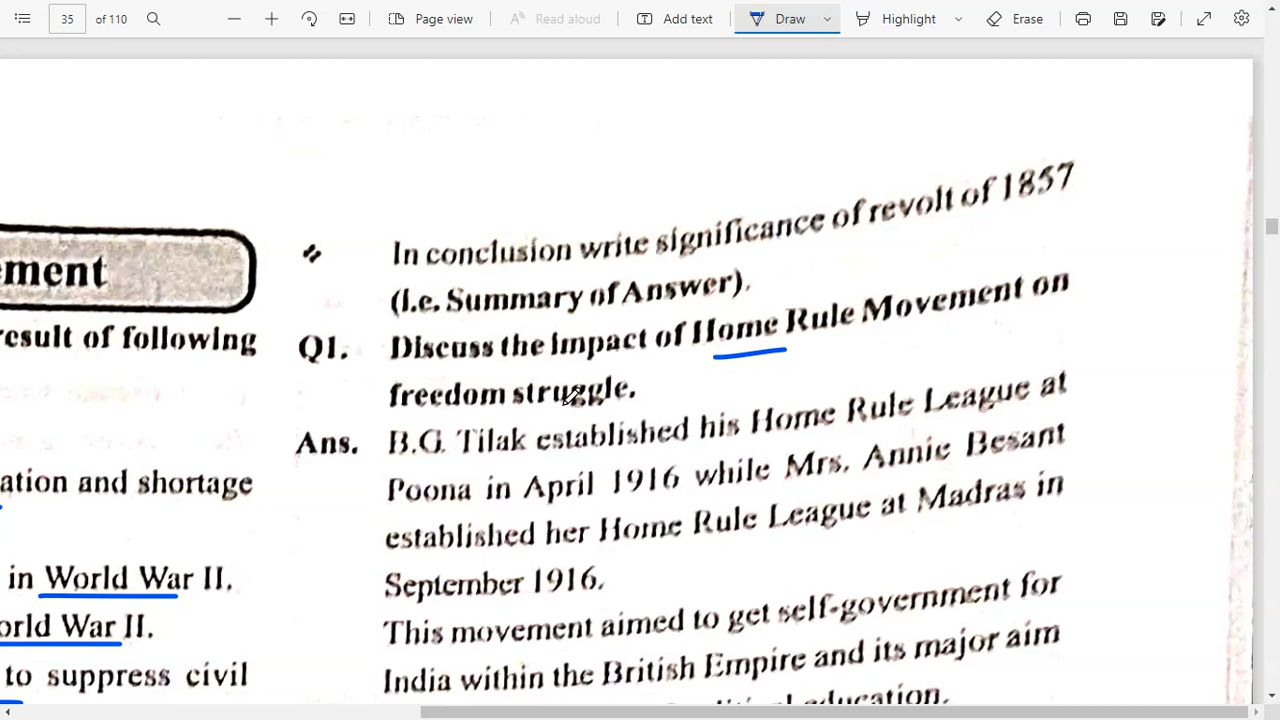 35 of 110 Page view Read aloud Add text Draw Highlight Erase
ement
result of following
ation and shortage
in World War II.
orld War II.
to suppress civil
In conclusion write significance of revolt of 1857
(I.e. Summary of Answer).
Q1. Discuss the impact of Home Rule Movement on
freedom struggle.
Ans. B.G. Tilak established his Home Rule League at
Poona in April 1916 while Mrs. Annie Besant
established her Home Rule League at Madras in
September 1916.
This movement aimed to get self-government for
India within the British Empire and its major aim
education.